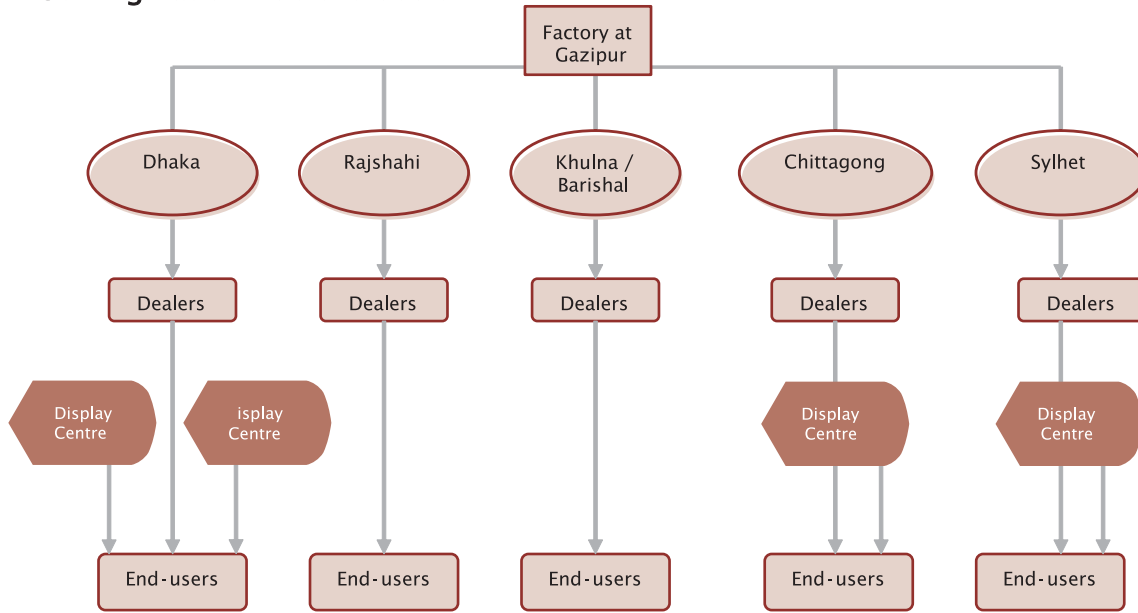 Factory at
Gazipur
Dhaka
Rajshahi
Khulna /
Barishal
Chittagong
Sylhet
Dealers
Dealers
Dealers
Dealers
Dealers
Display
Centre
isplay
Centre
Display
Centre
Display
Centre
End-users
End-users
End-users
End-users
End-users